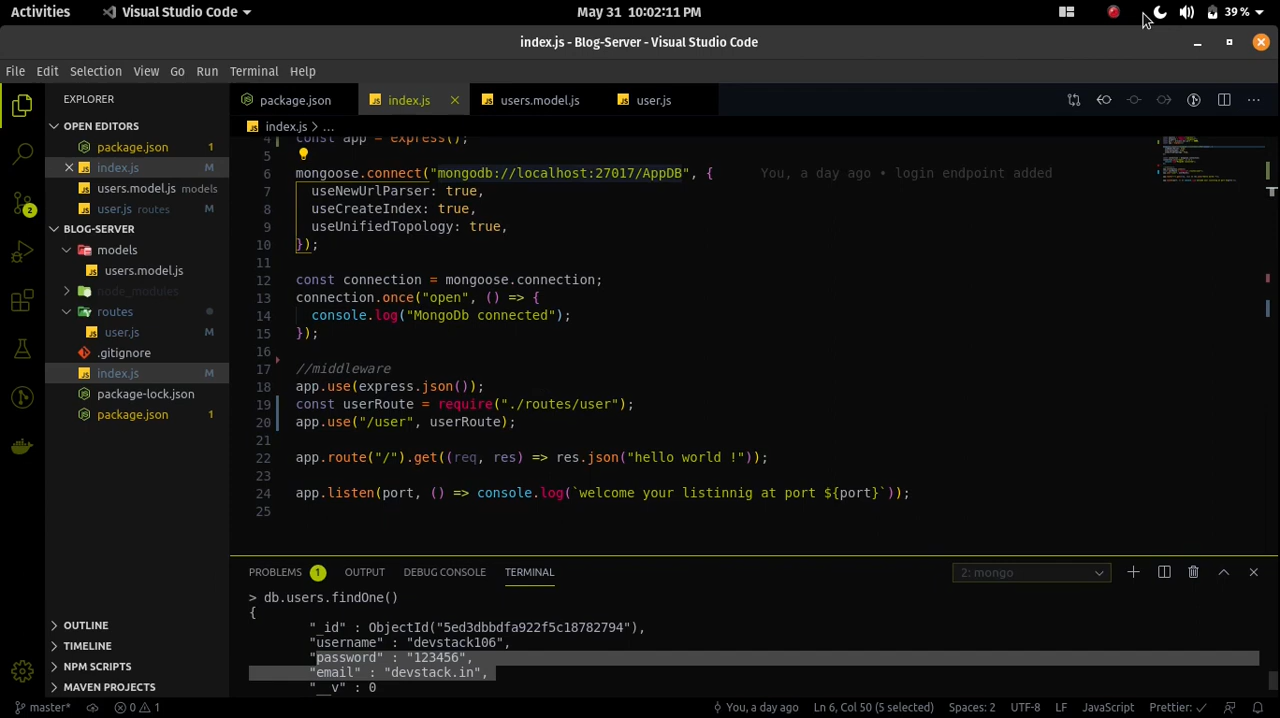 Activities Visual Studio Code May 31 10:02:11 PM 39 %
index.js - Blog-Server - Visual Studio Code
File Edit Selection View Go Run Terminal Help
EXPLORER
OPEN EDITORS
package.json 1
index.js M
users.model.js models
user.js routes M
BLOG-SERVER
models
users.model.js
node_modules
routes
user.js M
.gitignore
index.js M
package-lock.json
package.json 1
OUTLINE
TIMELINE
NPM SCRIPTS
MAVEN PROJECTS
package.json index.js users.model.js user.js
index.js > ...
4 const app = express();
5
6 mongoose.connect("mongodb://localhost:27017/AppDB", { You, a day ago • login endpoint added
7 useNewUrlParser: true,
8 useCreateIndex: true,
9 useUnifiedTopology: true,
10 });
11
12 const connection = mongoose.connection;
13 connection.once("open", () => {
14 console.log("MongoDb connected");
15 });
16
17 //middleware
18 app.use(express.json());
19 const userRoute = require("./routes/user");
20 app.use("/user", userRoute);
21
22 app.route("/").get((req, res) => res.json("hello world !"));
23
24 app.listen(port, () => console.log(`welcome your listinnig at port ${port}`));
25
PROBLEMS 1 OUTPUT DEBUG CONSOLE TERMINAL 2: mongo
> db.users.findOne()
{
"_id" : ObjectId("5ed3dbbdfa922f5c18782794"),
"username" : "devstack106",
"password" : "123456",
"email" : "devstack.in",
"__v" : 0
master* 0 1 You, a day ago Ln 6, Col 50 (5 selected) Spaces: 2 UTF-8 LF JavaScript Prettier: ✓